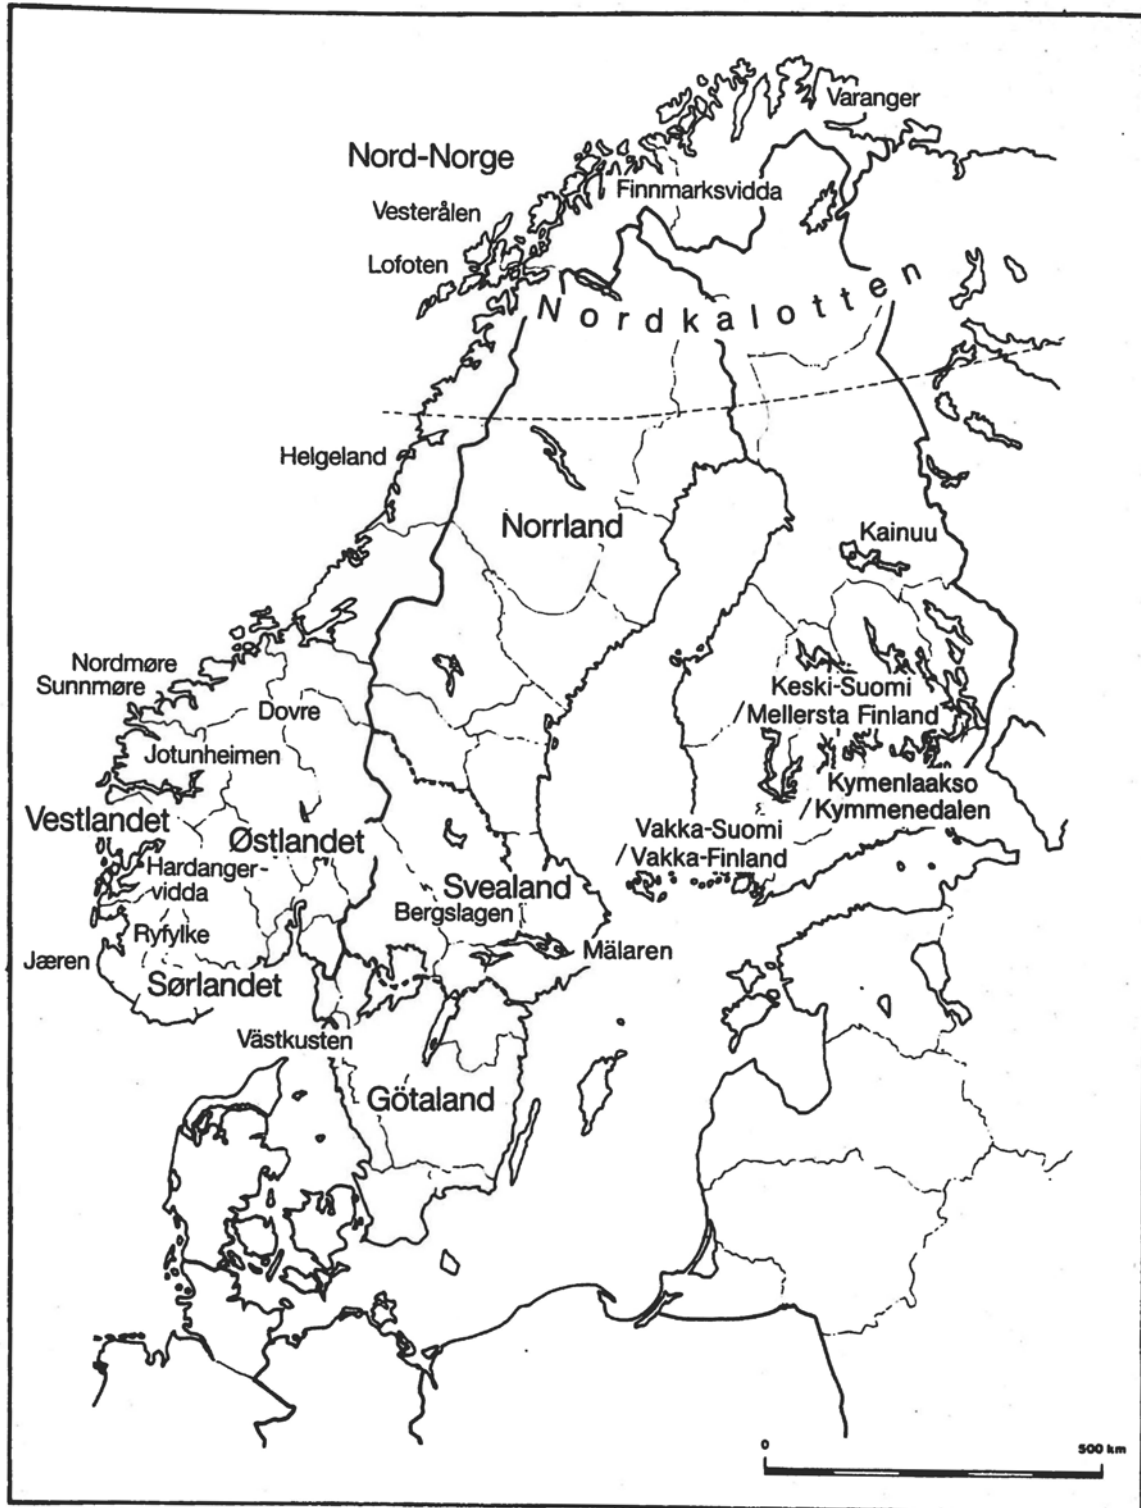 Varanger
Nord-Norge
Finnmarksvidda
Vesterålen
Lofoten
Nordkalotten
Helgeland
Norrland
Kainuu
Nordmøre
Sunnmøre
Keski-Suomi
/Mellersta Finland
Dovre
Jotunheimen
Kymenlaakso
/Kymmenedalen
Vestlandet
Østlandet
Vakka-Suomi
/Vakka-Finland
Hardanger-
vidda
Svealand
Bergslagen
Ryfylke
Mälaren
Jæren
Sørlandet
Västkusten
Götaland
0
500 km